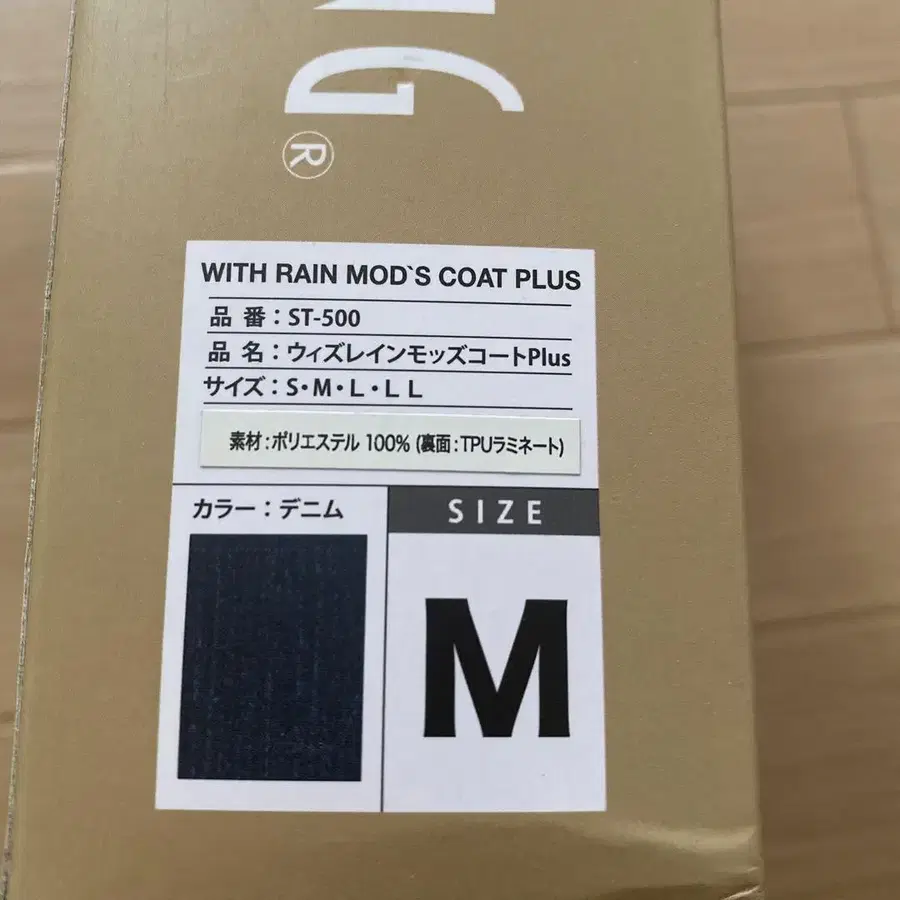 NG
®
WITH RAIN MOD`S COAT PLUS
品 番：ST-500
品 名：ウィズレインモッズコートPlus
サイズ：S・M・L・L L
素材：ポリエステル 100% (裏面：TPUラミネート)
カラー：デニム
SIZE
M